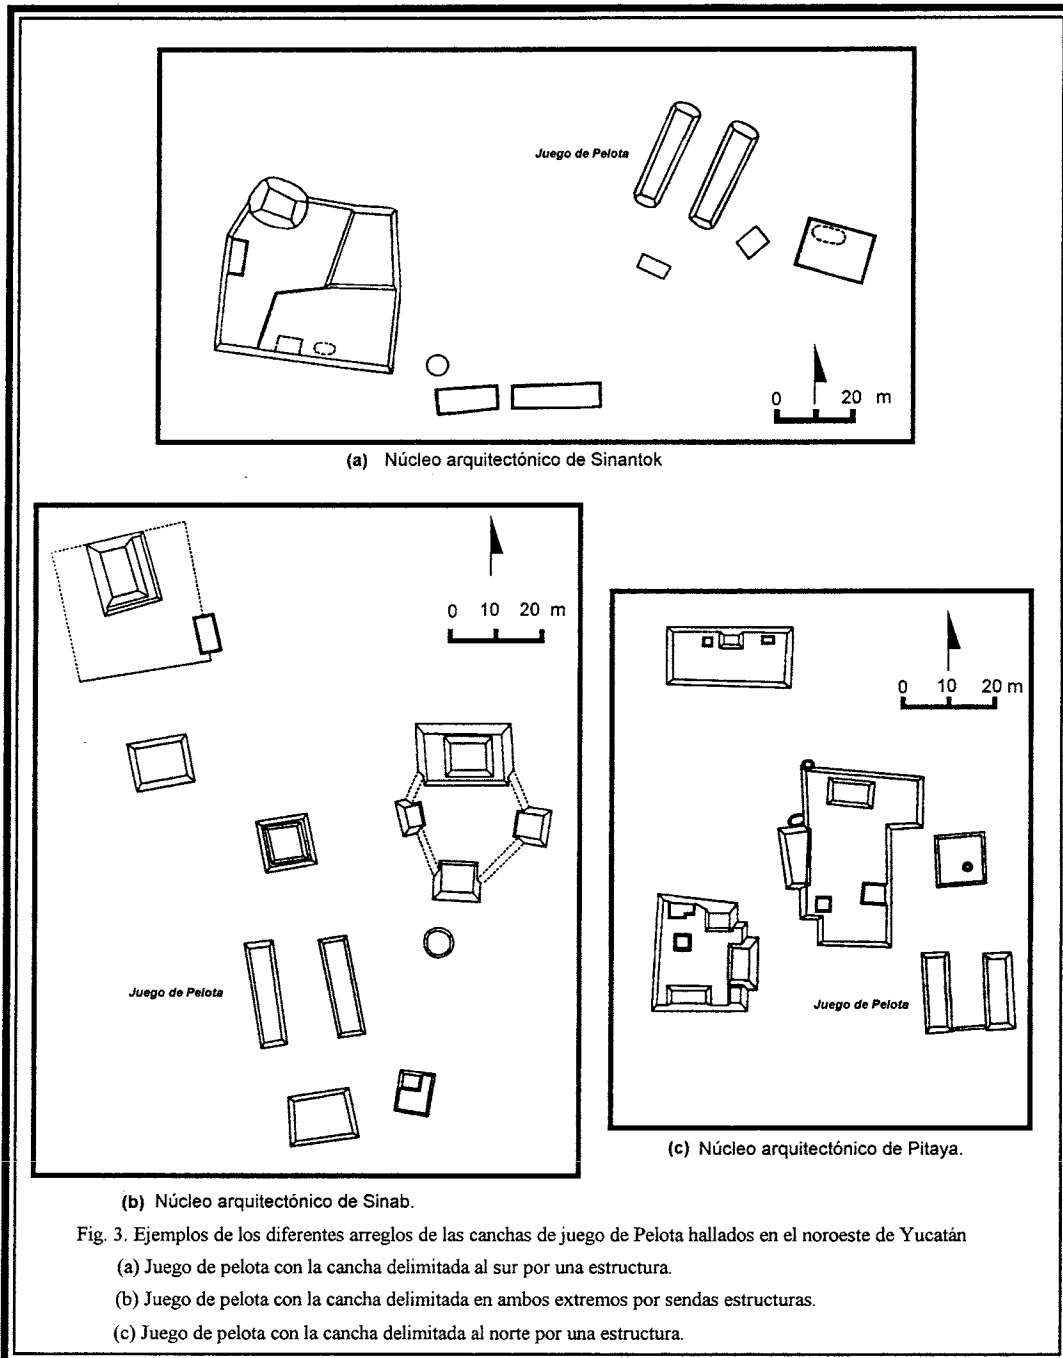 Juego de Pelota
0 20 m
(a) Núcleo arquitectónico de Sinantok
0 10 20 m
Juego de Pelota
(b) Núcleo arquitectónico de Sinab.
0 10 20 m
Juego de Pelota
(c) Núcleo arquitectónico de Pitaya.
Fig. 3. Ejemplos de los diferentes arreglos de las canchas de juego de Pelota hallados en el noroeste de Yucatán
(a) Juego de pelota con la cancha delimitada al sur por una estructura.
(b) Juego de pelota con la cancha delimitada en ambos extremos por sendas estructuras.
(c) Juego de pelota con la cancha delimitada al norte por una estructura.